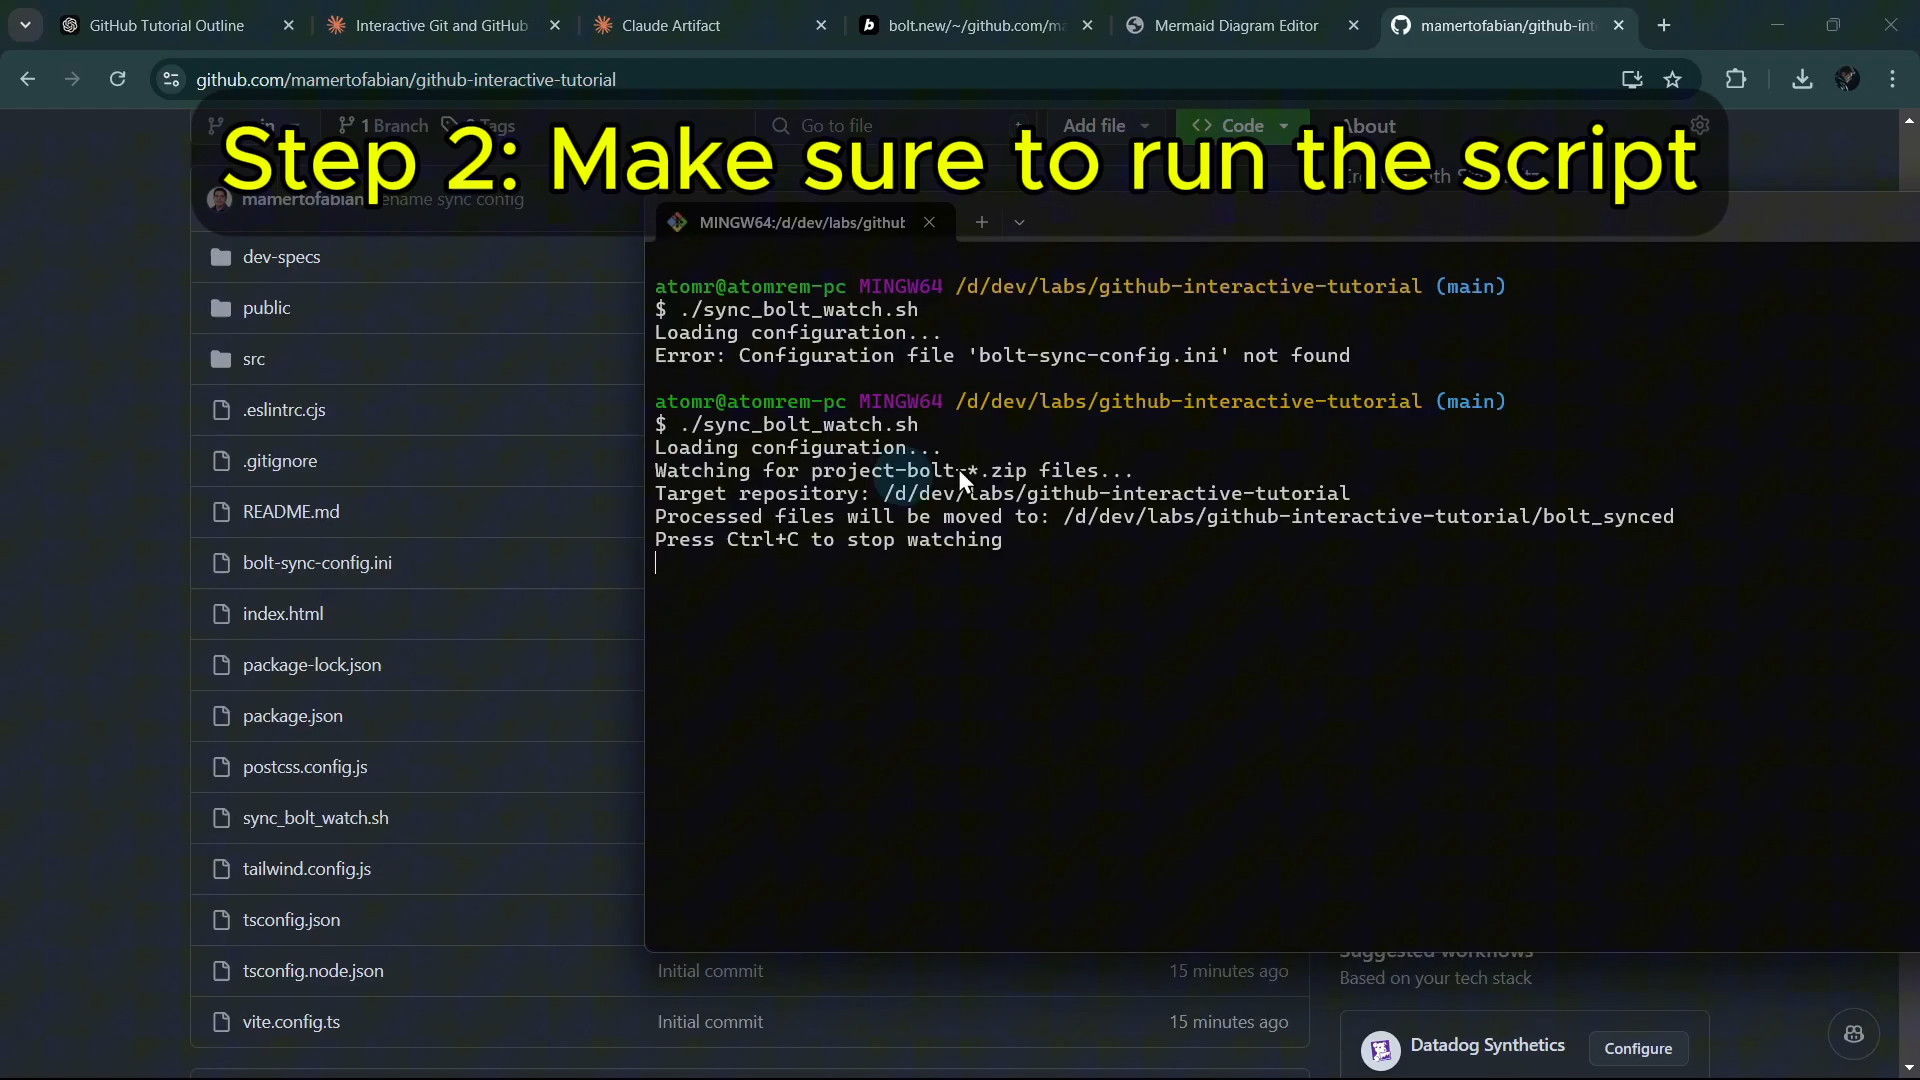 GitHub Tutorial Outline
Interactive Git and GitHub
Claude Artifact
bolt.new/~/github.com/ma
Mermaid Diagram Editor
mamertofabian/github-int
github.com/mamertofabian/github-interactive-tutorial
1 Branch
Tags
Go to file
Add file
Code
About
Step 2: Make sure to run the script
mamertofabian
ename sync config
MINGW64:/d/dev/labs/github
dev-specs
public
src
.eslintrc.cjs
.gitignore
README.md
bolt-sync-config.ini
index.html
package-lock.json
package.json
postcss.config.js
sync_bolt_watch.sh
tailwind.config.js
tsconfig.json
tsconfig.node.json
Initial commit
15 minutes ago
vite.config.ts
Initial commit
15 minutes ago
atomr@atomrem-pc MINGW64 /d/dev/labs/github-interactive-tutorial (main)
$ ./sync_bolt_watch.sh
Loading configuration...
Error: Configuration file 'bolt-sync-config.ini' not found
atomr@atomrem-pc MINGW64 /d/dev/labs/github-interactive-tutorial (main)
$ ./sync_bolt_watch.sh
Loading configuration...
Watching for project-bolt-*.zip files...
Target repository: /d/dev/labs/github-interactive-tutorial
Processed files will be moved to: /d/dev/labs/github-interactive-tutorial/bolt_synced
Press Ctrl+C to stop watching
Suggested workflows
Based on your tech stack
Datadog Synthetics
Configure